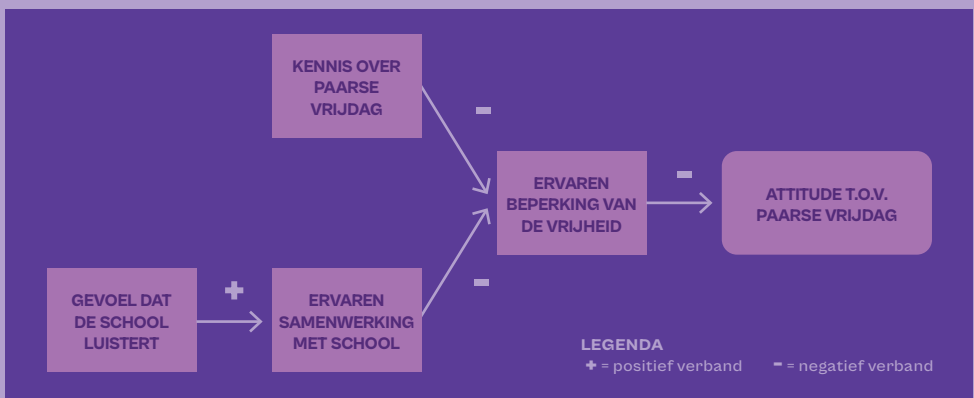 KENNIS OVER
PAARSE
VRIJDAG
-
ERVAREN
BEPERKING VAN
DE VRIJHEID
-
ATTITUDE T.O.V.
PAARSE VRIJDAG
GEVOEL DAT
DE SCHOOL
LUISTERT
+
ERVAREN
SAMENWERKING
MET SCHOOL
-
LEGENDA
+ = positief verband - = negatief verband